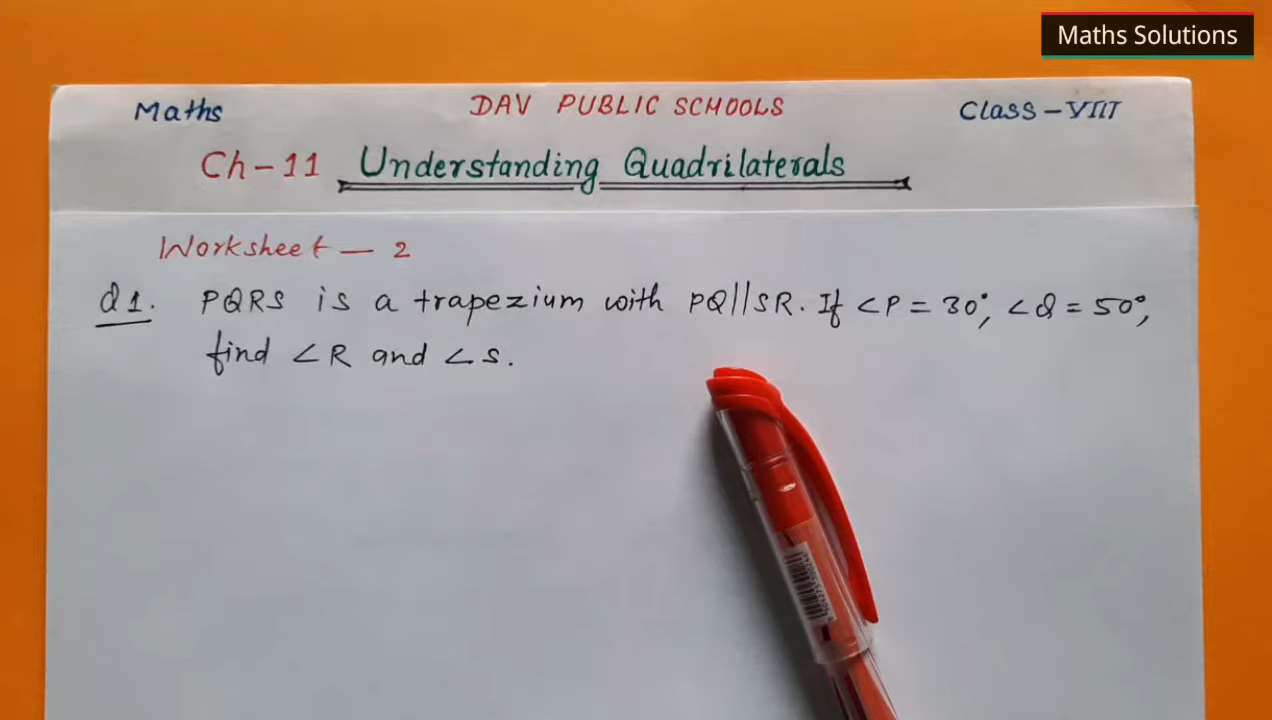 Maths Solutions
Maths DAV PUBLIC SCHOOLS Class-VIII
Ch-11 Understanding Quadrilaterals
Worksheet-2
Q1. PQRS is a trapezium with PQ||SR. If ∠P = 30°, ∠Q = 50°,
find ∠R and ∠S.